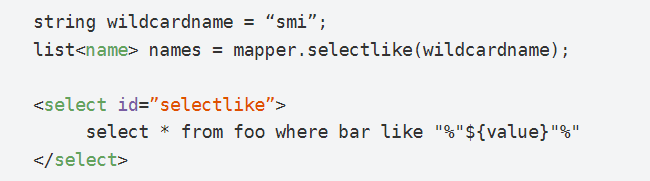 string wildcardname = “smi”;
list<name> names = mapper.selectlike(wildcardname);
<select id=”selectlike”>
select * from foo where bar like "%"${value}"%"
</select>